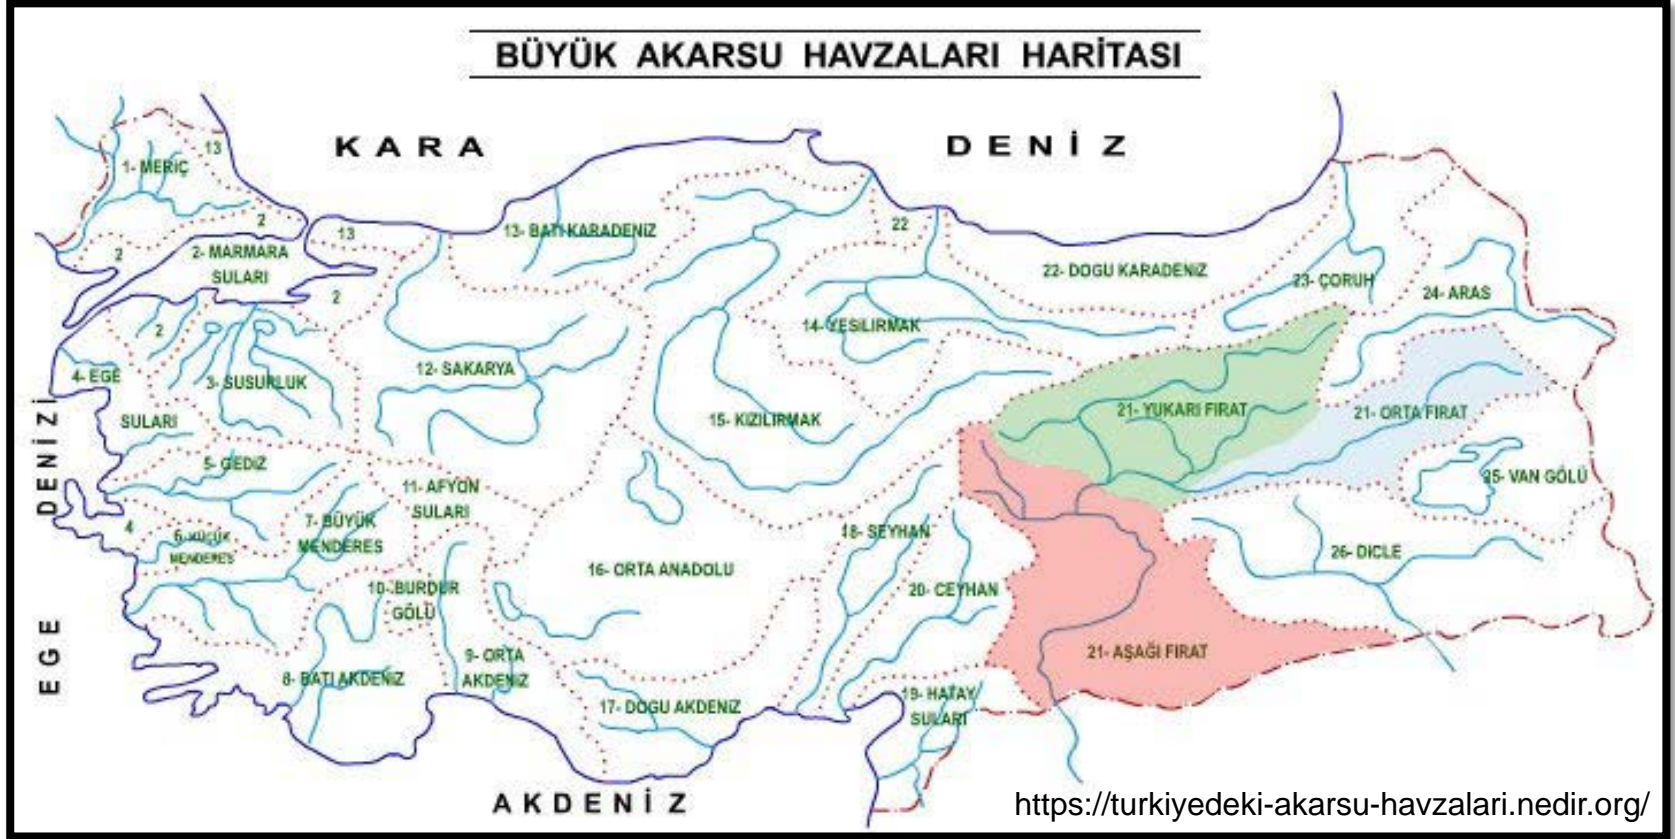 BÜYÜK AKARSU HAVZALARI HARİTASI
KARA DENİZ
13
1- MERİÇ
2
2
13
2- MARMARA
SULARI
2
2
13- BATI KARADENİZ
22
22- DOGU KARADENİZ
23- ÇORUH
24- ARAS
14- YEŞILIRMAK
12- SAKARYA
4- EGE
SULARI
3- SUSURLUK
15- KIZILIRMAK
21- YUKARI FIRAT
21- ORTA FIRAT
5- GEDİZ
11- AFYON
SULARI
25- VAN GÖLÜ
4
6- KÜÇÜK
MENDERES
7- BÜYÜK
MENDERES
18- SEYHAN
26- DİCLE
16- ORTA ANADOLU
10- BURDUR
GÖLÜ
20- CEYHAN
21- AŞAĞI FIRAT
9- ORTA
AKDENİZ
8- BATI AKDENİZ
17- DOGU AKDENİZ
19- HATAY
SULARI
EGE DENİZİ
AKDENİZ
https://turkiyedeki-akarsu-havzalari.nedir.org/